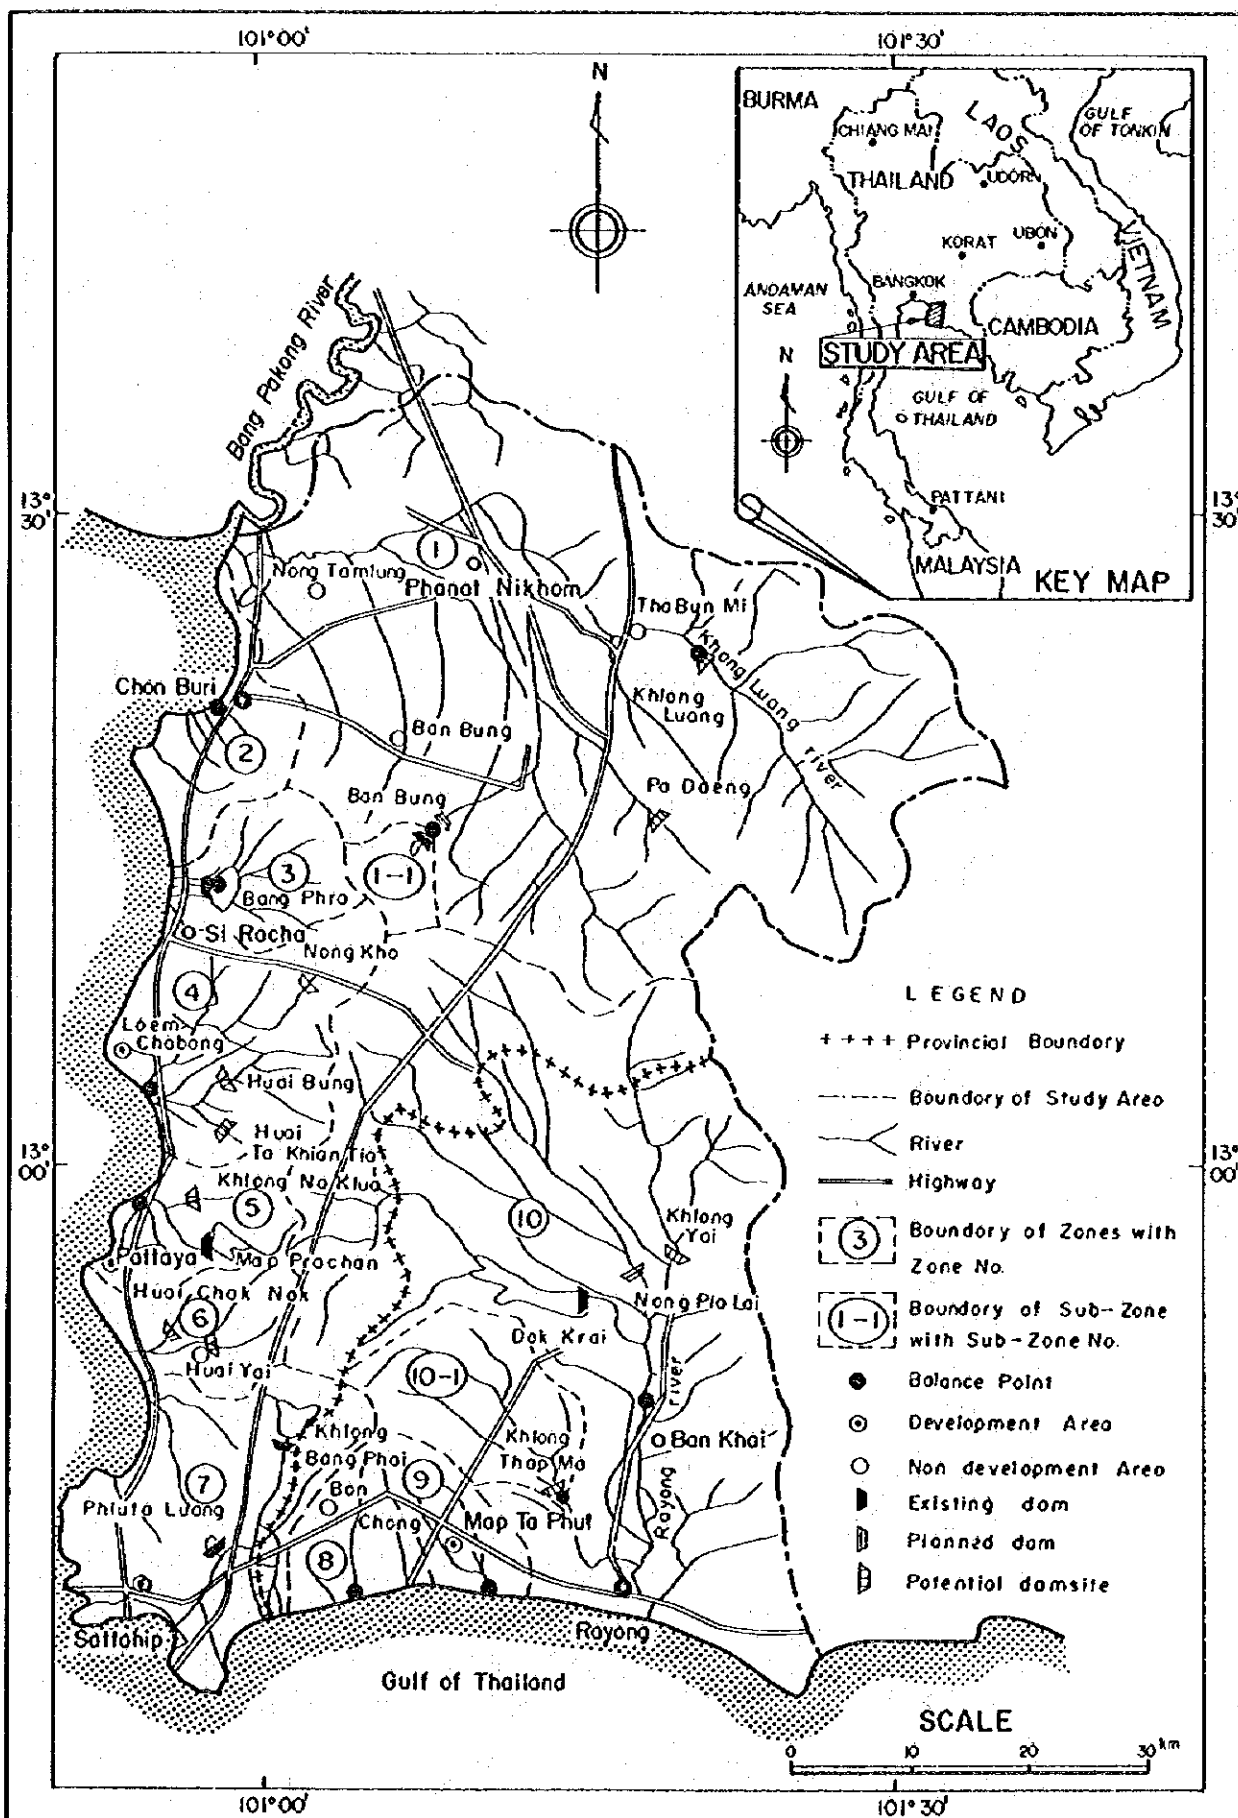 101°00'
101°30'
N
BURMA
CHIANG MAI
LAOS
GULF
OF TONKIN
THAILAND
UDORN
VIETNAM
KORAT
UBON
BANGKOK
ANDAMAN
SEA
CAMBODIA
STUDY AREA
N
GULF OF
THAILAND
PATTANI
MALAYSIA
KEY MAP
Bang Pakong River
13°
30'
13°
30'
1
Nong Tamlung
Phanat Nikhom
Tha Bun Mi
Khlong Luang river
Khlong
Luang
Chon Buri
2
Ban Bung
Ban Bung
Pa Daeng
3
1-1
Bang Phra
Si Racha
Nong Kho
4
Laem
Chabang
Huai Bung
Huai
Ta Khian Tia
13°
00'
13°
00'
Khlong Na Klua
5
10
Khlong
Yai
Pattaya
Map Prachan
Huai Chak Nok
6
Nong Pla Lai
Dok Krai
Huai Yai
10-1
Khlong
Bang Phai
Khlong
Thap Ma
Ban Khai
Rayong river
7
9
Phluta Luang
Ban
Chang
Map Ta Phut
8
Sattahip
Rayong
Gulf of Thailand
LEGEND
Provincial Boundary
Boundary of Study Area
River
Highway
3
Boundary of Zones with
Zone No.
1-1
Boundary of Sub-Zone
with Sub-Zone No.
Balance Point
Development Area
Non development Area
Existing dam
Planned dam
Potential damsite
SCALE
0 10 20 30 km
101°00'
101°30'